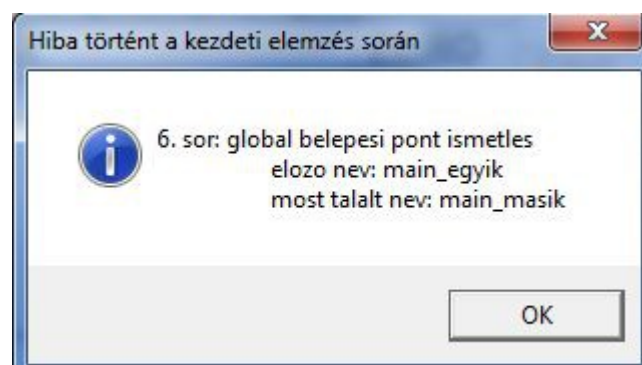 Hiba történt a kezdeti elemzés során
6. sor: global belepesi pont ismetles
elozo nev: main_egyik
most talalt nev: main_masik
OK